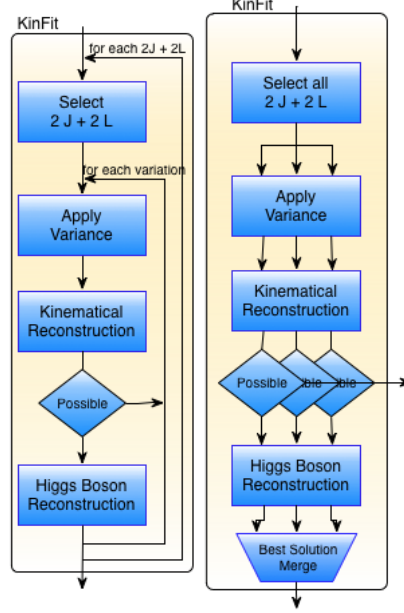 KinFit
for each 2J + 2L
Select
2 J + 2 L
for each variation
Apply
Variance
Kinematical
Reconstruction
Possible
Higgs Boson
Reconstruction
KinFit
Select all
2 J + 2 L
Apply
Variance
Kinematical
Reconstruction
Possible
Higgs Boson
Reconstruction
Best Solution
Merge